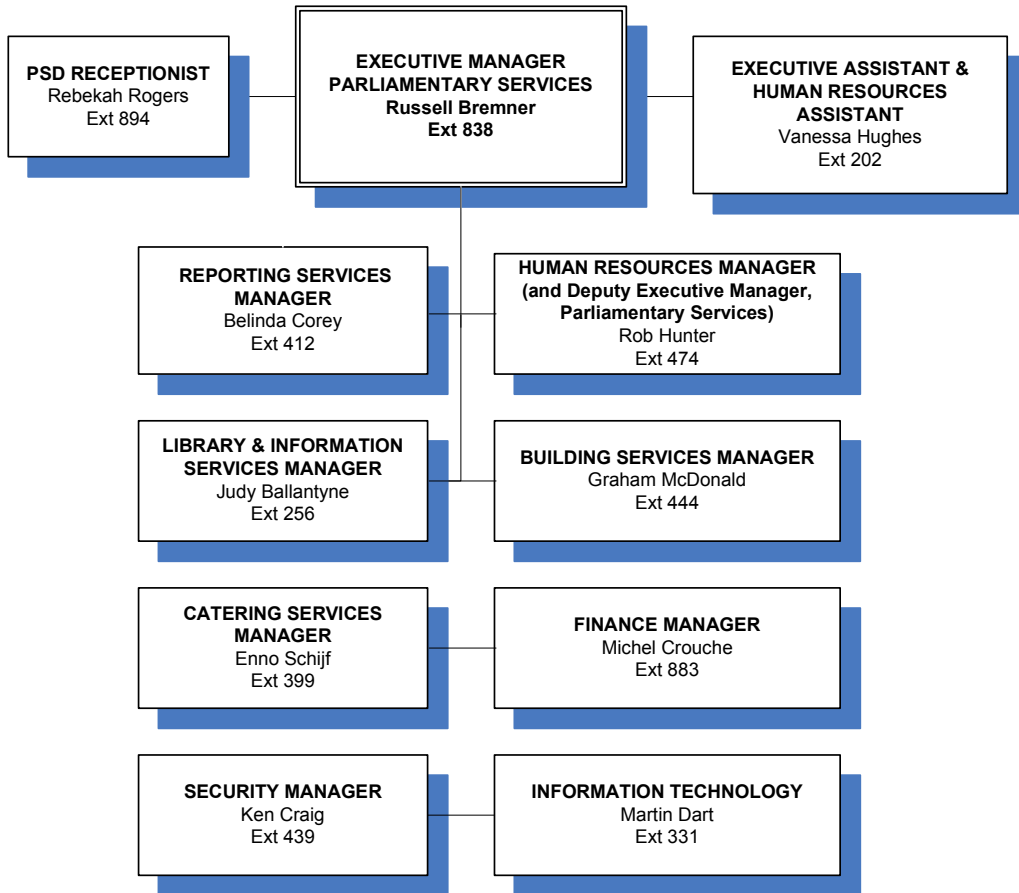 PSD RECEPTIONIST
Rebekah Rogers
Ext 894
EXECUTIVE MANAGER
PARLIAMENTARY SERVICES
Russell Bremner
Ext 838
EXECUTIVE ASSISTANT &
HUMAN RESOURCES
ASSISTANT
Vanessa Hughes
Ext 202
REPORTING SERVICES
MANAGER
Belinda Corey
Ext 412
HUMAN RESOURCES MANAGER
(and Deputy Executive Manager,
Parliamentary Services)
Rob Hunter
Ext 474
LIBRARY & INFORMATION
SERVICES MANAGER
Judy Ballantyne
Ext 256
BUILDING SERVICES MANAGER
Graham McDonald
Ext 444
CATERING SERVICES
MANAGER
Enno Schijf
Ext 399
FINANCE MANAGER
Michel Crouche
Ext 883
SECURITY MANAGER
Ken Craig
Ext 439
INFORMATION TECHNOLOGY
Martin Dart
Ext 331